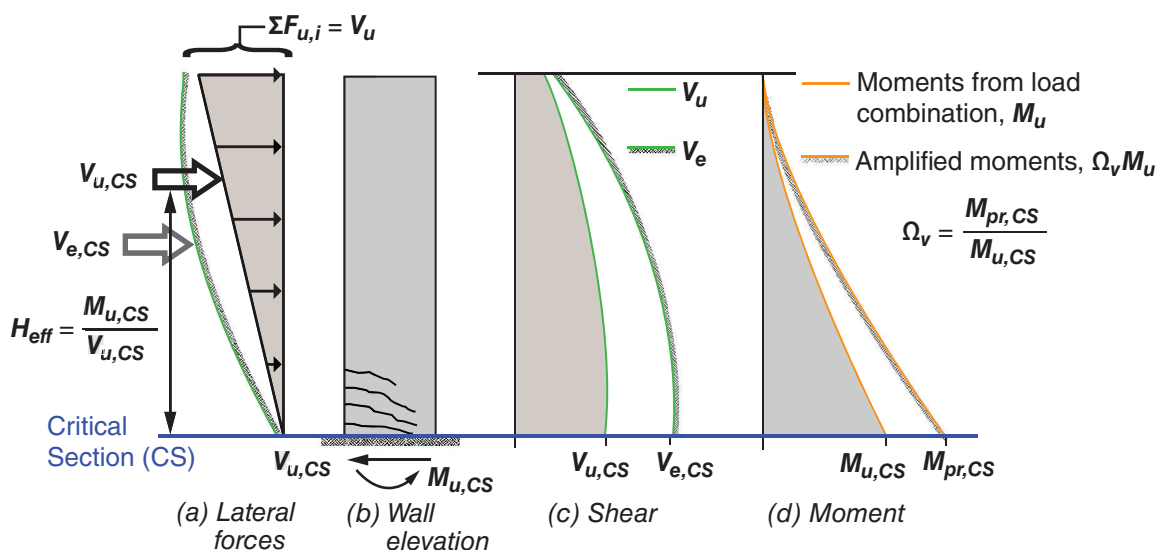 ΣF_u,i = V_u
V_u,CS
V_e,CS
H_eff = M_u,CS / V_u,CS
Critical
Section (CS)
V_u,CS
M_u,CS
(a) Lateral
forces
(b) Wall
elevation
V_u
V_e
V_u,CS
V_e,CS
(c) Shear
Moments from load
combination, M_u
Amplified moments, Ω_vM_u
Ω_v = M_pr,CS / M_u,CS
M_u,CS
M_pr,CS
(d) Moment